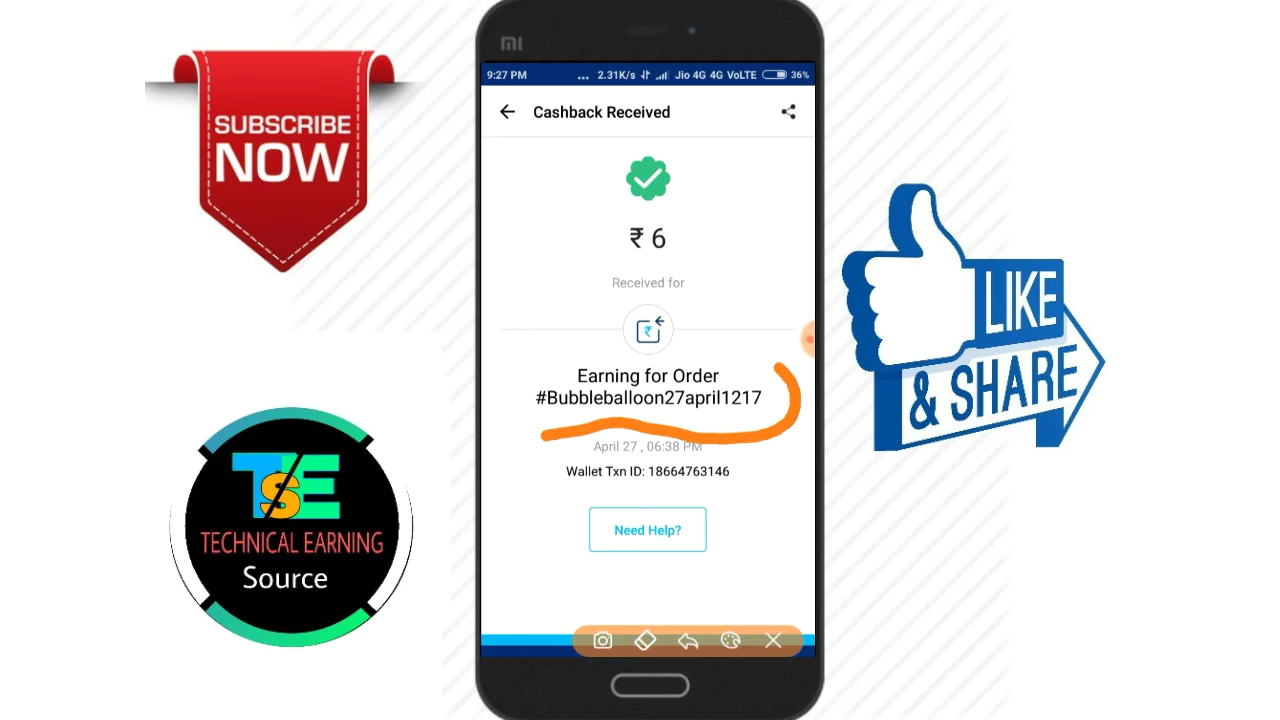 SUBSCRIBE
NOW
TSE
$
TECHNICAL EARNING
Source
MI
9:27 PM ... 2.31K/s Jio 4G 4G VoLTE 36%
Cashback Received
₹ 6
Received for
₹
Earning for Order
#Bubbleballoon27april1217
April 27 , 06:38 PM
Wallet Txn ID: 18664763146
Need Help?
LIKE
& SHARE